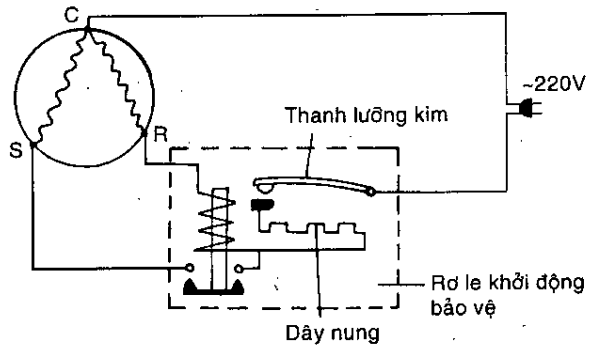 C
~220V
Thanh lưỡng kim
S
R
Rơ le khởi động
bảo vệ
Dây nung